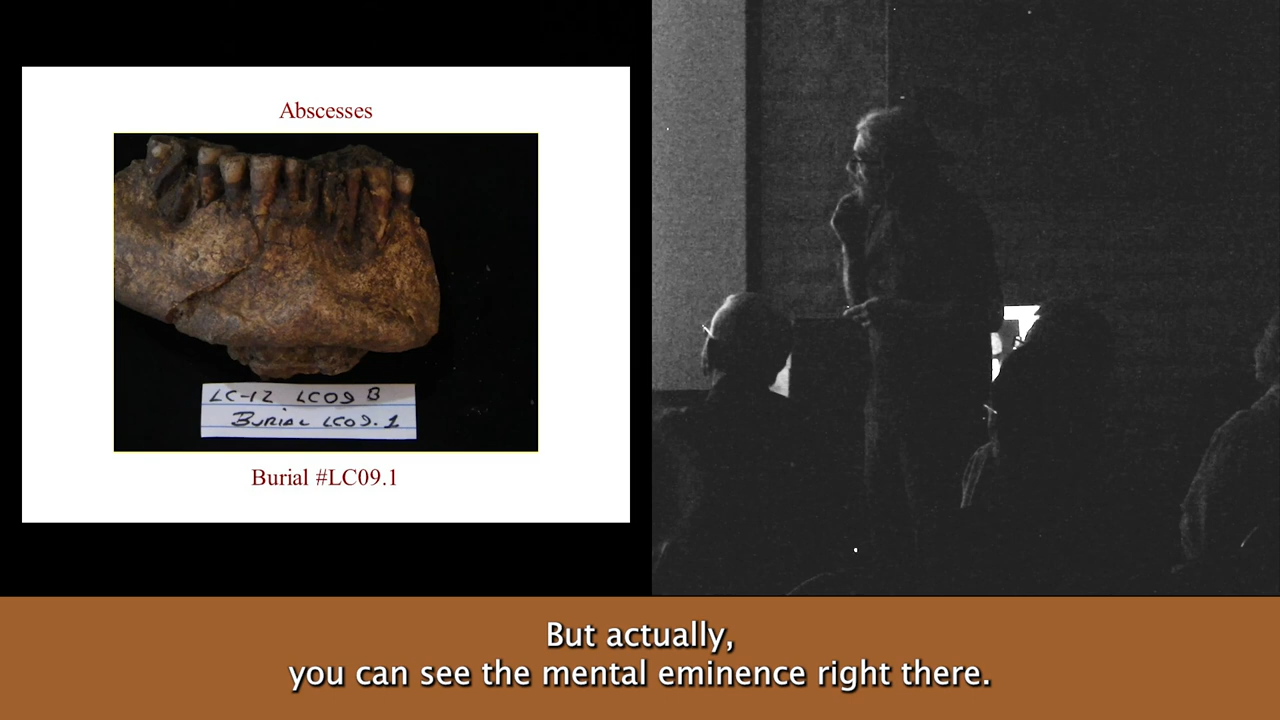 Abscesses
LC-12 LC09 B
BURIAL LC09.1
Burial #LC09.1
But actually,
you can see the mental eminence right there.